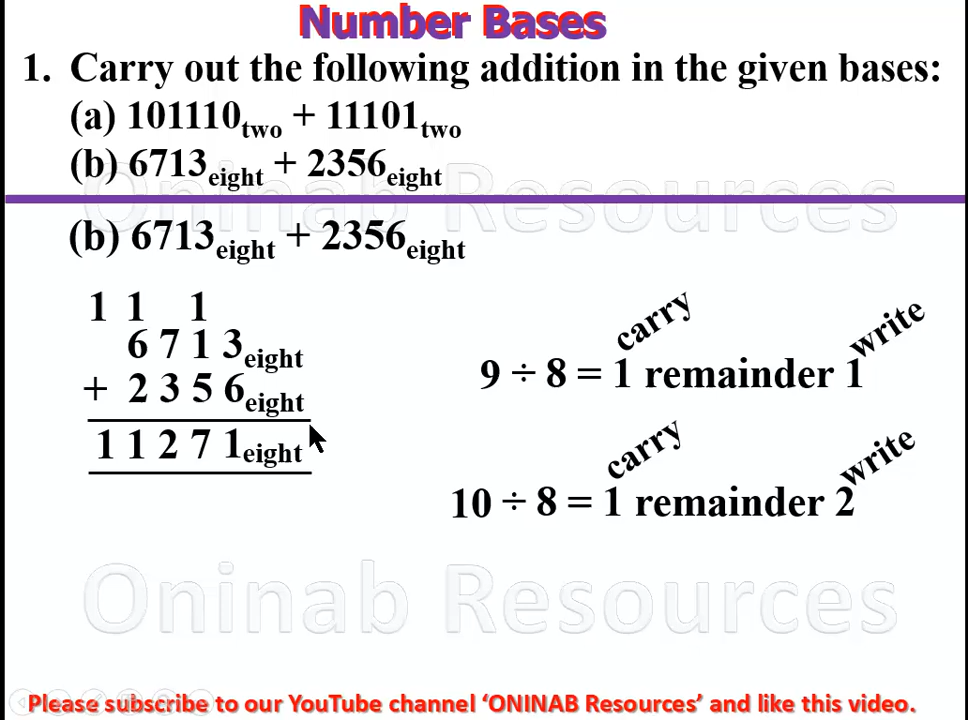 Number Bases
1. Carry out the following addition in the given bases:
(a) 101110two + 11101two
(b) 6713eight + 2356eight
Oninab Resources
(b) 6713eight + 2356eight
1 1 1
6 7 1 3eight
+ 2 3 5 6eight
1 1 2 7 1eight
carry write
9 ÷ 8 = 1 remainder 1
carry write
10 ÷ 8 = 1 remainder 2
Oninab Resources
Please subscribe to our YouTube channel ‘ONINAB Resources’ and like this video.